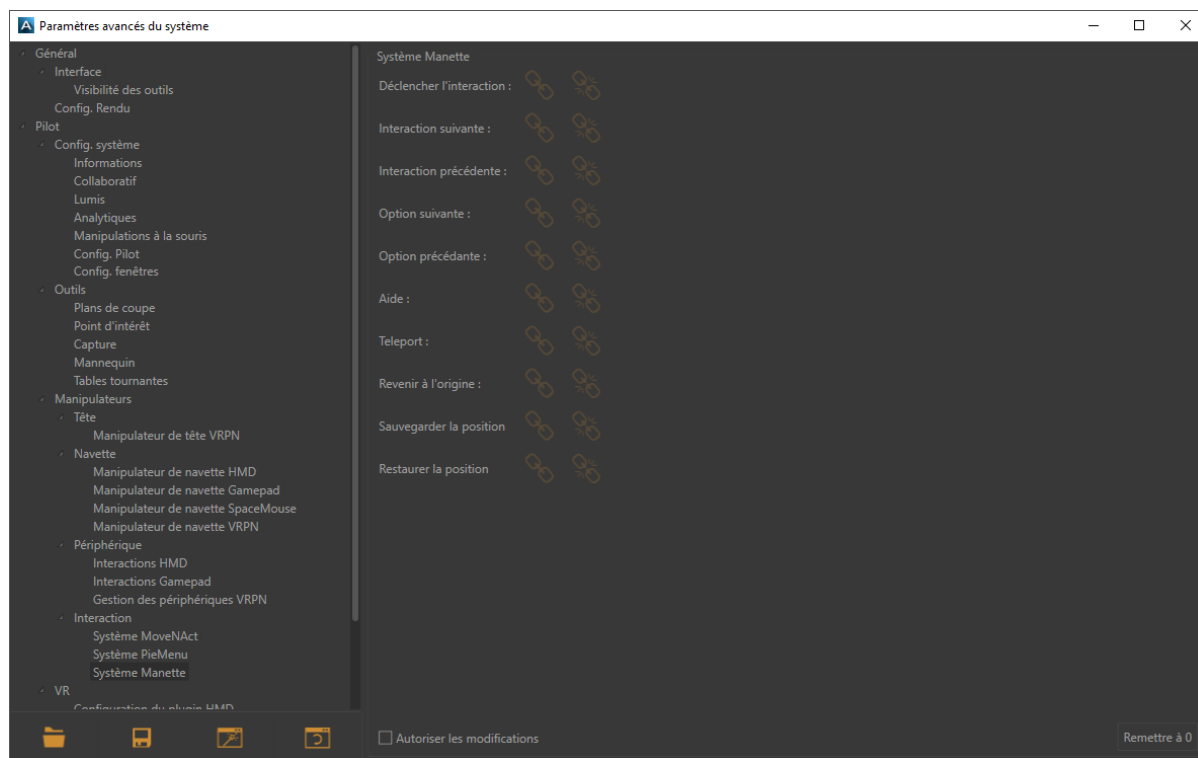 Paramètres avancés du système
Général
Interface
Visibilité des outils
Config. Rendu
Pilot
Config. système
Informations
Collaboratif
Lumis
Analytiques
Manipulations à la souris
Config. Pilot
Config. fenêtres
Outils
Plans de coupe
Point d'intérêt
Capture
Mannequin
Tables tournantes
Manipulateurs
Tête
Manipulateur de tête VRPN
Navette
Manipulateur de navette HMD
Manipulateur de navette Gamepad
Manipulateur de navette SpaceMouse
Manipulateur de navette VRPN
Périphérique
Interactions HMD
Interactions Gamepad
Gestion des périphériques VRPN
Interaction
Système MoveNAct
Système PieMenu
Système Manette
VR
Configuration du plugin HMD
Système Manette
Déclencher l'interaction :
Interaction suivante :
Interaction précédente :
Option suivante :
Option précédante :
Aide :
Teleport :
Revenir à l'origine :
Sauvegarder la position
Restaurer la position
Autoriser les modifications
Remettre à 0